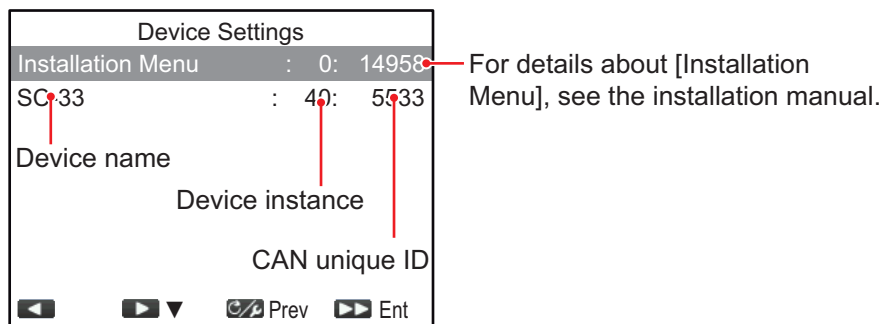 Device Settings
Installation Menu : 0: 14958
SC-33 : 40: 5533
For details about [Installation
Menu], see the installation manual.
Device name
Device instance
CAN unique ID
▼ Prev Ent